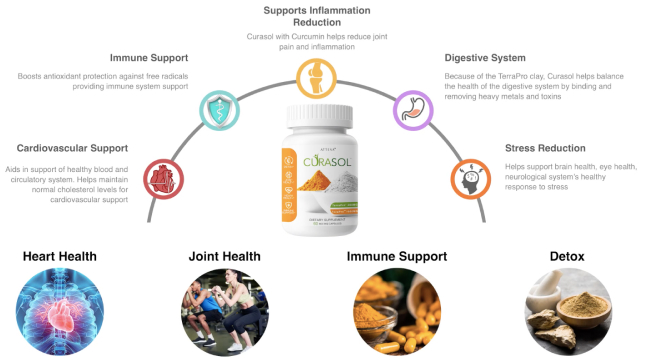 Supports Inflammation
Reduction
Curasol with Curcumin helps reduce joint
pain and inflammation
Immune Support
Boosts antioxidant protection against free radicals
providing immune system support
Digestive System
Because of the TerraPro clay, Curasol helps balance
the health of the digestive system by binding and
removing heavy metals and toxins
Cardiovascular Support
Aids in support of healthy blood and
circulatory system. Helps maintain
normal cholesterol levels for
cardiovascular support
Stress Reduction
Helps support brain health, eye health,
neurological system's healthy
response to stress
CURASOL
DIETARY SUPPLEMENT
Heart Health
Joint Health
Immune Support
Detox